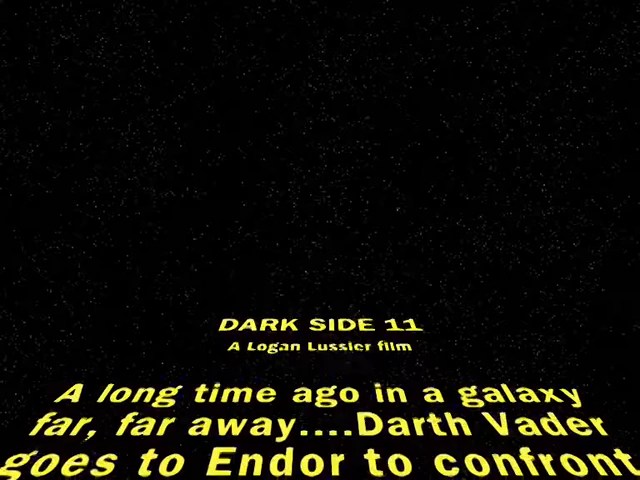 DARK SIDE 11
A Logan Lussier film
A long time ago in a galaxy
far, far away....Darth Vader
goes to Endor to confront